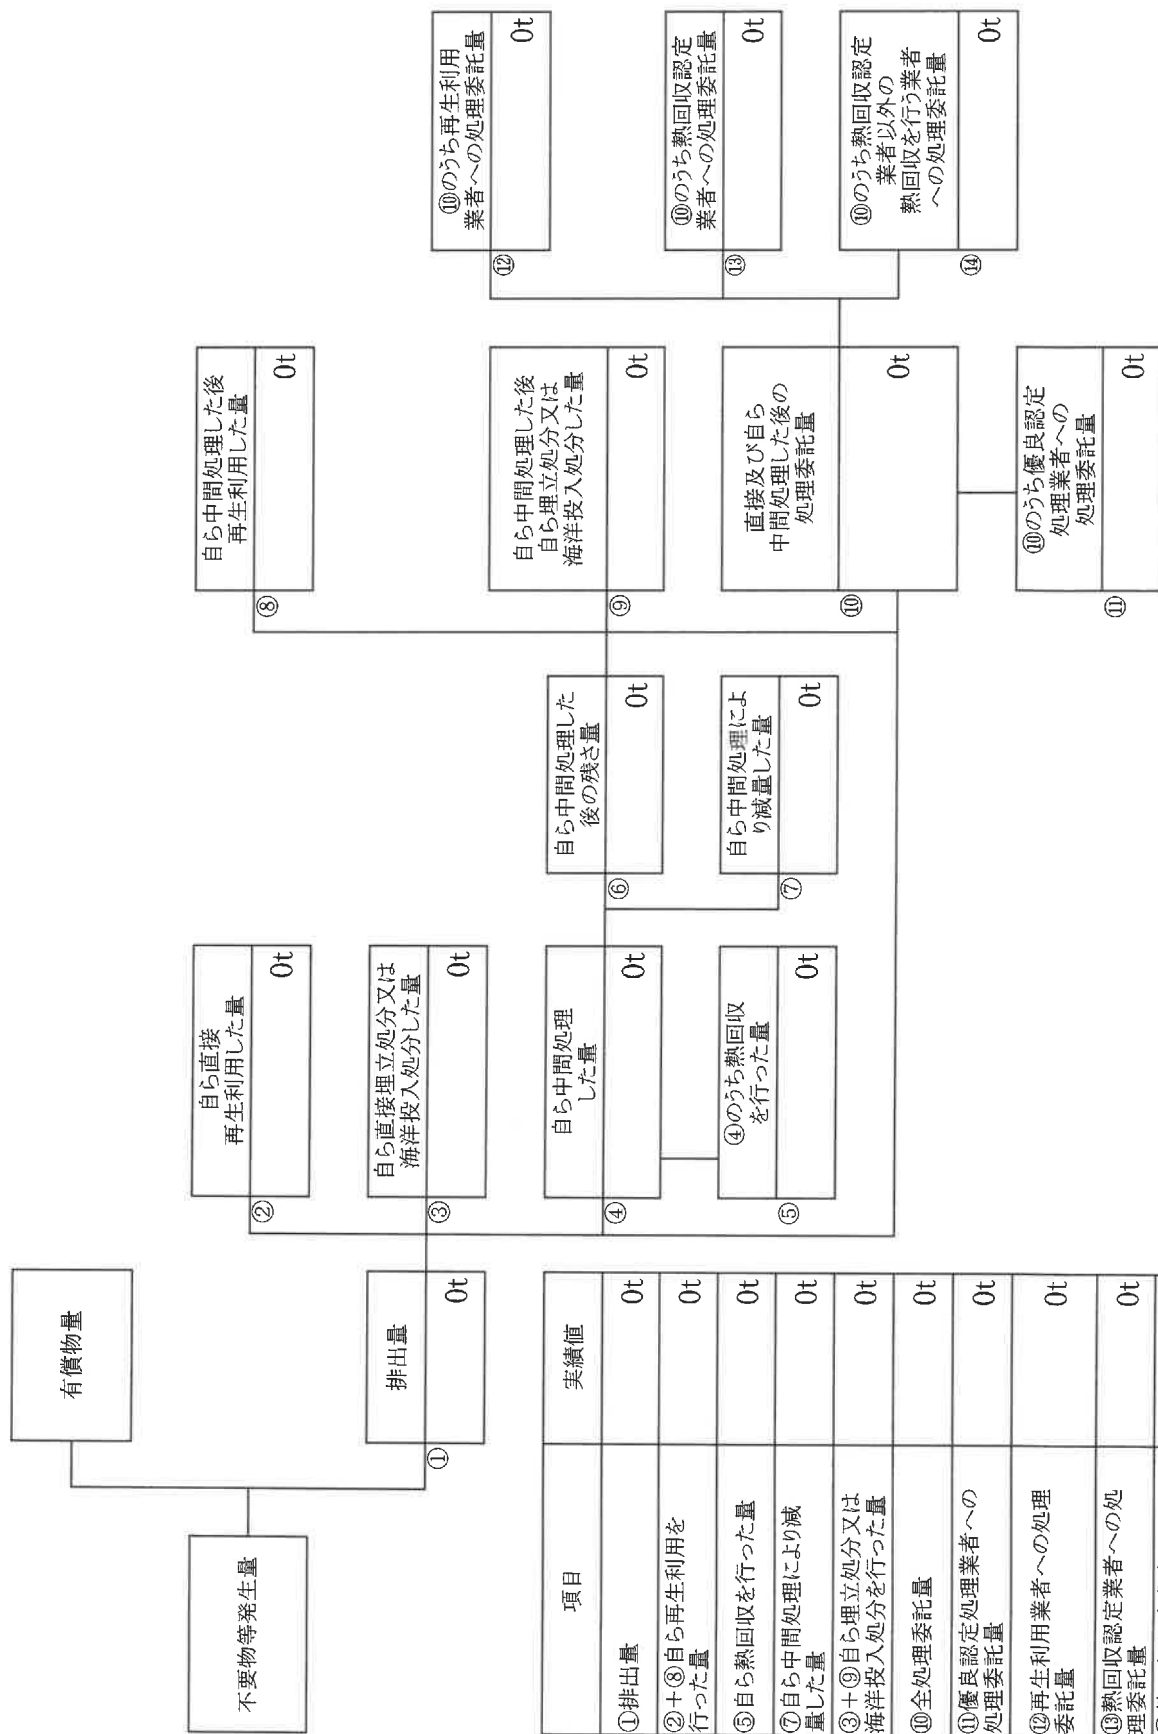 不要物等発生量
有償物量
排出量
①
0t
自ら直接
再生利用した量
②
0t
自ら直接埋立処分又は
海洋投入処分した量
③
0t
自ら中間処理
した量
④
0t
④のうち熱回収
を行った量
⑤
0t
自ら中間処理した
後の残さ量
⑥
0t
自ら中間処理によ
り減量した量
⑦
0t
自ら中間処理した後
再生利用した量
⑧
0t
自ら中間処理した後
自ら埋立処分又は
海洋投入処分した量
⑨
0t
直接及び自ら
中間処理した後の
処理委託量
⑩
0t
⑩のうち優良認定
処理業者への
処理委託量
⑪
0t
⑩のうち再生利用
業者への処理委託量
⑫
0t
⑩のうち熱回収認定
業者への処理委託量
⑬
0t
⑩のうち熱回収認定
業者以外の
熱回収を行う業者
への処理委託量
⑭
0t
項目 実績値
①排出量 0t
②+⑧自ら再生利用を
行った量 0t
⑤自ら熱回収を行った量 0t
⑦自ら中間処理により減
量した量 0t
③+⑨自ら埋立処分又は
海洋投入処分を行った量 0t
⑩全処理委託量 0t
⑪優良認定処理業者への
処理委託量 0t
⑫再生利用業者への処理
委託量 0t
⑬熱回収認定業者への処
理委託量 0t